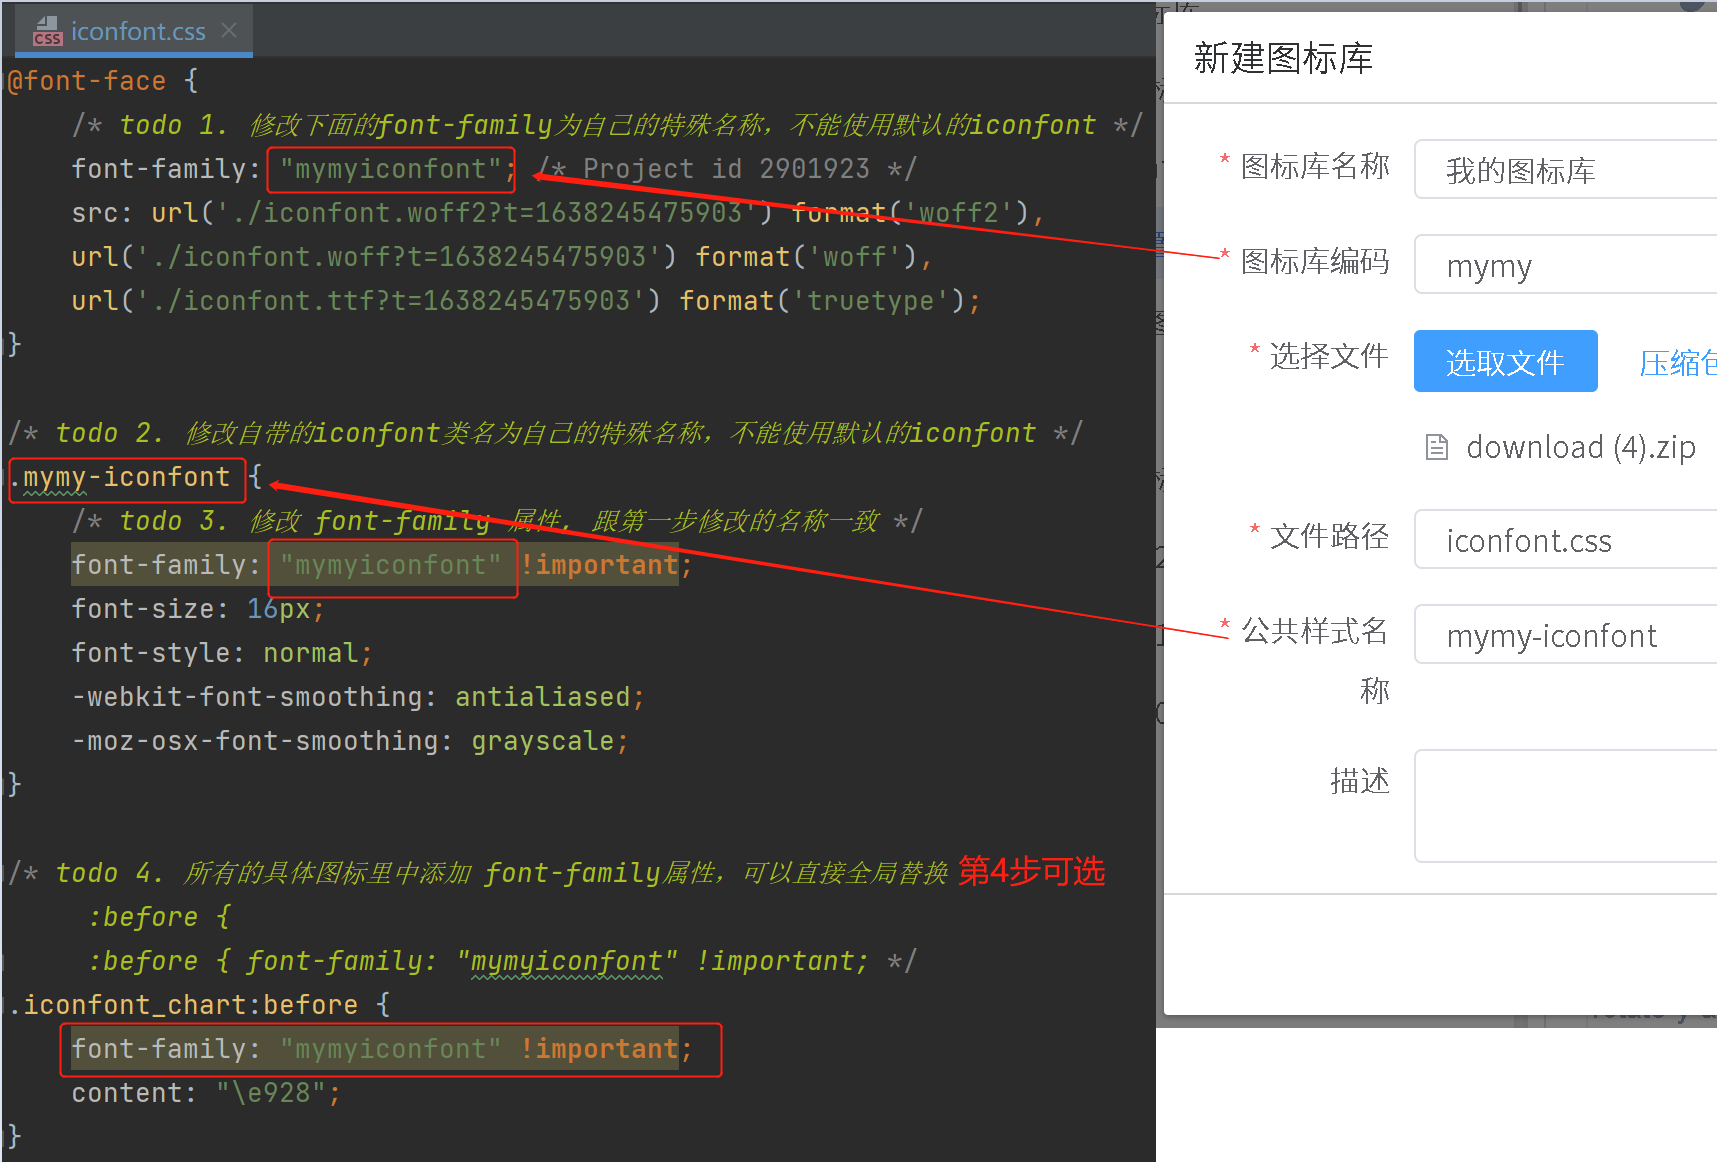 iconfont.css
@font-face {
/* todo 1. 修改下面的font-family为自己的特殊名称，不能使用默认的iconfont */
font-family: "mymyiconfont"; /* Project id 2901923 */
src: url('./iconfont.woff2?t=1638245475903') format('woff2'),
url('./iconfont.woff?t=1638245475903') format('woff'),
url('./iconfont.ttf?t=1638245475903') format('truetype');
}
/* todo 2. 修改自带的iconfont类名为自己的特殊名称，不能使用默认的iconfont */
.mymy-iconfont {
/* todo 3. 修改 font-family 属性, 跟第一步修改的名称一致 */
font-family: "mymyiconfont" !important;
font-size: 16px;
font-style: normal;
-webkit-font-smoothing: antialiased;
-moz-osx-font-smoothing: grayscale;
}
/* todo 4. 所有的具体图标里中添加 font-family属性，可以直接全局替换 第4步可选
:before {
:before { font-family: "mymyiconfont" !important; */
.iconfont_chart:before {
font-family: "mymyiconfont" !important;
content: "\e928";
}
新建图标库
* 图标库名称 我的图标库
* 图标库编码 mymy
* 选择文件 选取文件 压缩包
download (4).zip
* 文件路径 iconfont.css
* 公共样式名 mymy-iconfont
称
描述